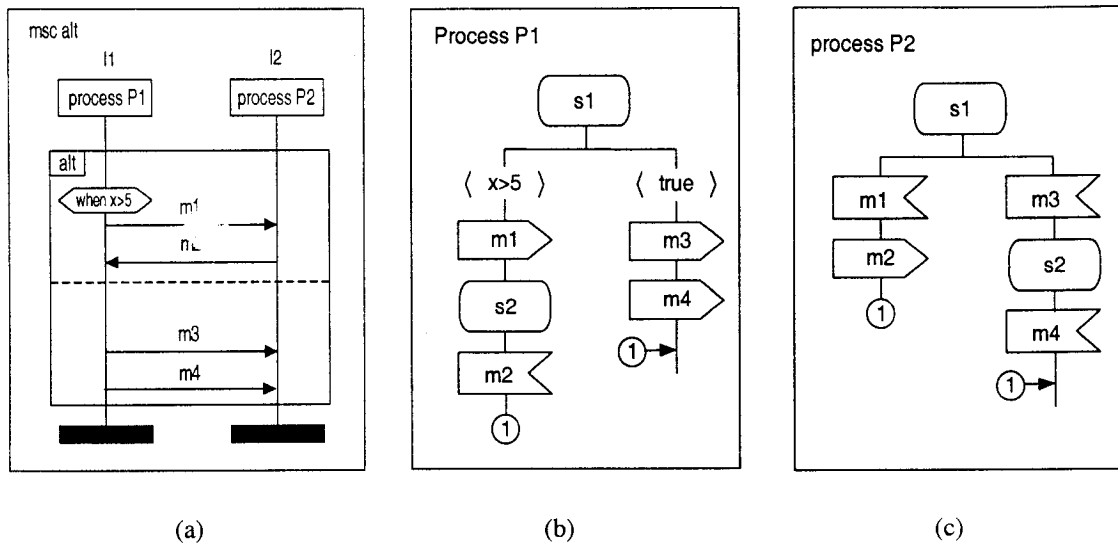 msc alt
I1 I2
process P1 process P2
alt
when x>5
m1
m3
m4
(a)
Process P1
s1
x>5 true
m1 m3
s2 m4
m2 1
1
(b)
process P2
s1
m1 m3
m2 s2
1 m4
1
(c)